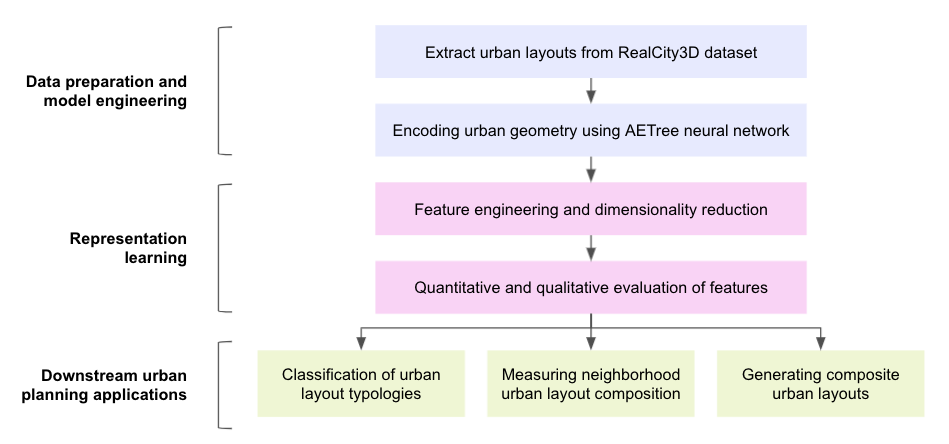 Data preparation and
model engineering
Extract urban layouts from RealCity3D dataset
Encoding urban geometry using AETree neural network
Representation
learning
Feature engineering and dimensionality reduction
Quantitative and qualitative evaluation of features
Downstream urban
planning applications
Classification of urban
layout typologies
Measuring neighborhood
urban layout composition
Generating composite
urban layouts